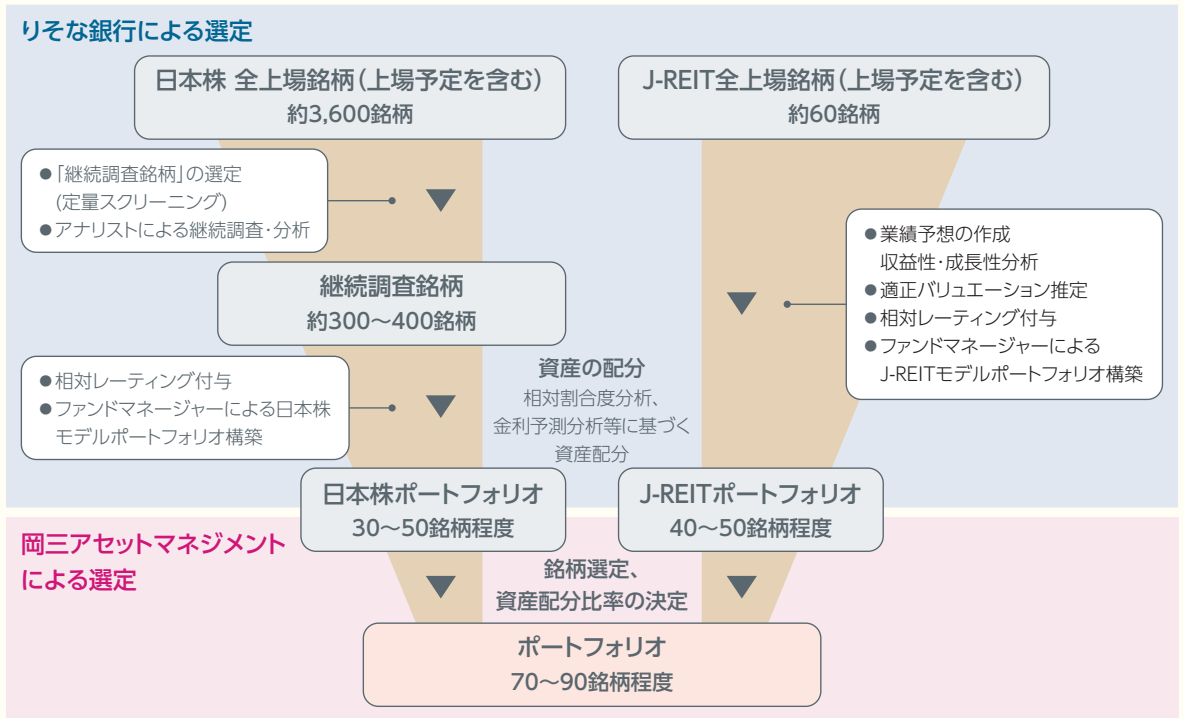 りそな銀行による選定
日本株 全上場銘柄(上場予定を含む)
約3,600銘柄
J-REIT全上場銘柄(上場予定を含む)
約60銘柄
●「継続調査銘柄」の選定
(定量スクリーニング)
●アナリストによる継続調査・分析
継続調査銘柄
約300〜400銘柄
●業績予想の作成
収益性・成長性分析
●適正バリュエーション推定
●相対レーティング付与
●ファンドマネージャーによる
J-REITモデルポートフォリオ構築
●相対レーティング付与
●ファンドマネージャーによる日本株
モデルポートフォリオ構築
資産の配分
相対割合度分析、
金利予測分析等に基づく
資産配分
日本株ポートフォリオ
30〜50銘柄程度
J-REITポートフォリオ
40〜50銘柄程度
岡三アセットマネジメント
による選定
銘柄選定、
資産配分比率の決定
ポートフォリオ
70〜90銘柄程度